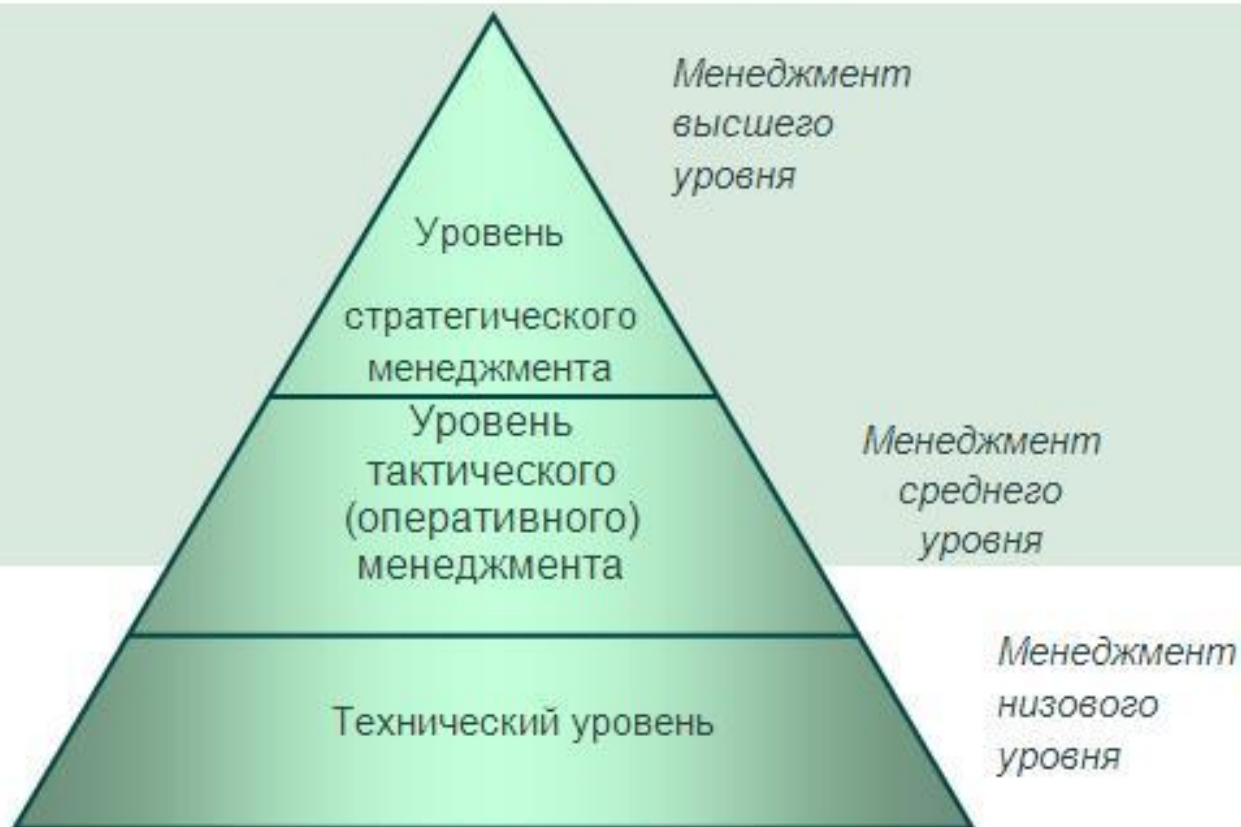 Менеджмент
высшего
уровня
Уровень
стратегического
менеджмента
Уровень
тактического
(оперативного)
менеджмента
Менеджмент
среднего
уровня
Технический уровень
Менеджмент
низового
уровня